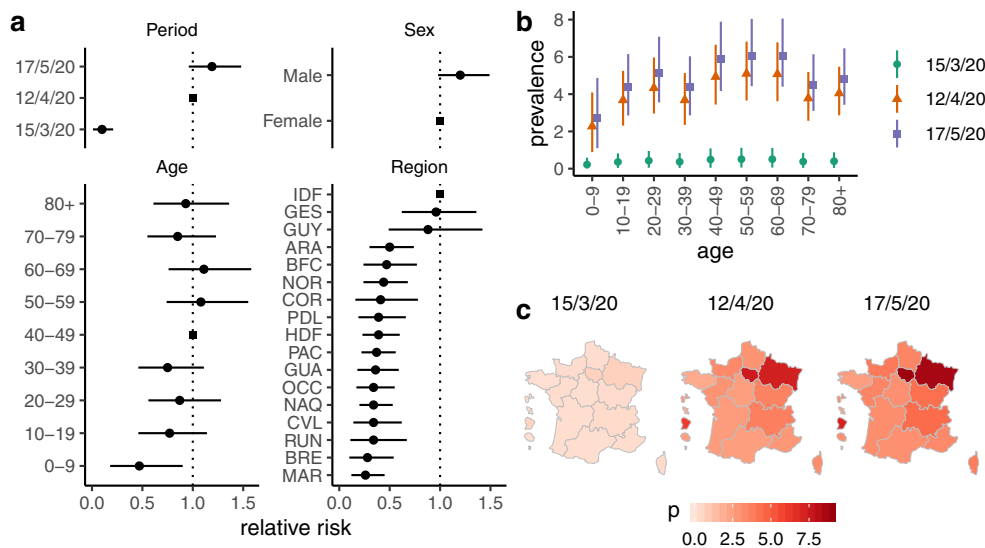 a
Period
17/5/20
12/4/20
15/3/20
Sex
Male
Female
Age
80+
70−79
60−69
50−59
40−49
30−39
20−29
10−19
0−9
0.0 0.5 1.0 1.5
Region
IDF
GES
GUY
ARA
BFC
NOR
COR
PDL
HDF
PAC
GUA
OCC
NAQ
CVL
RUN
BRE
MAR
0.0 0.5 1.0 1.5
relative risk
b
prevalence
8
6
4
2
0
0−9 10−19 20−29 30−39 40−49 50−59 60−69 70−79 80+
age
15/3/20
12/4/20
17/5/20
c
15/3/20 12/4/20 17/5/20
p
0.0 2.5 5.0 7.5